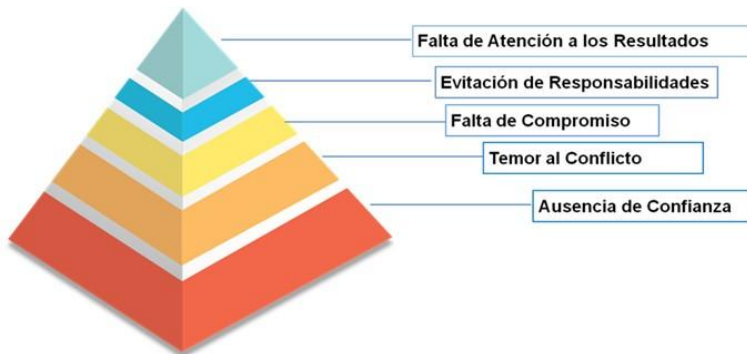 Falta de Atención a los Resultados
Evitación de Responsabilidades
Falta de Compromiso
Temor al Conflicto
Ausencia de Confianza